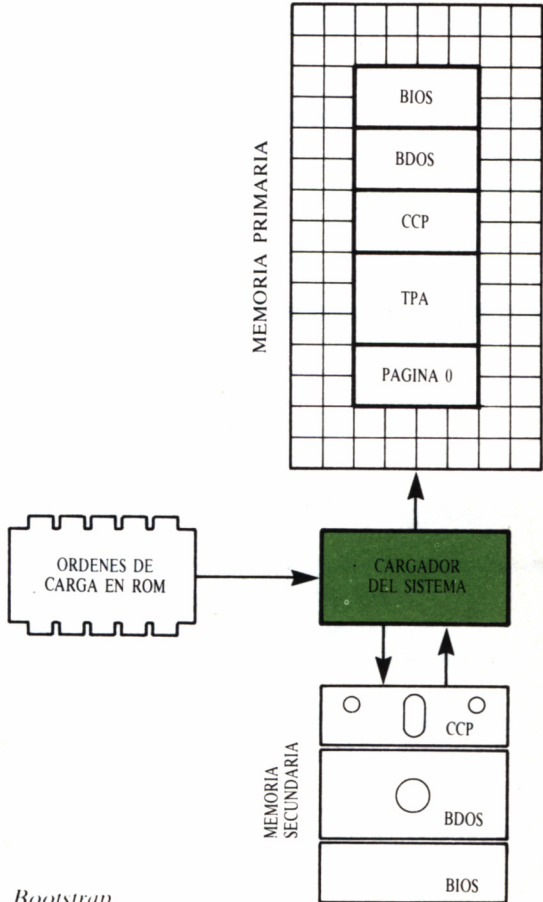 MEMORIA PRIMARIA
BIOS
BDOS
CCP
TPA
PAGINA 0
ORDENES DE
CARGA EN ROM
CARGADOR
DEL SISTEMA
MEMORIA
SECUNDARIA
CCP
BDOS
BIOS
Bootstrap